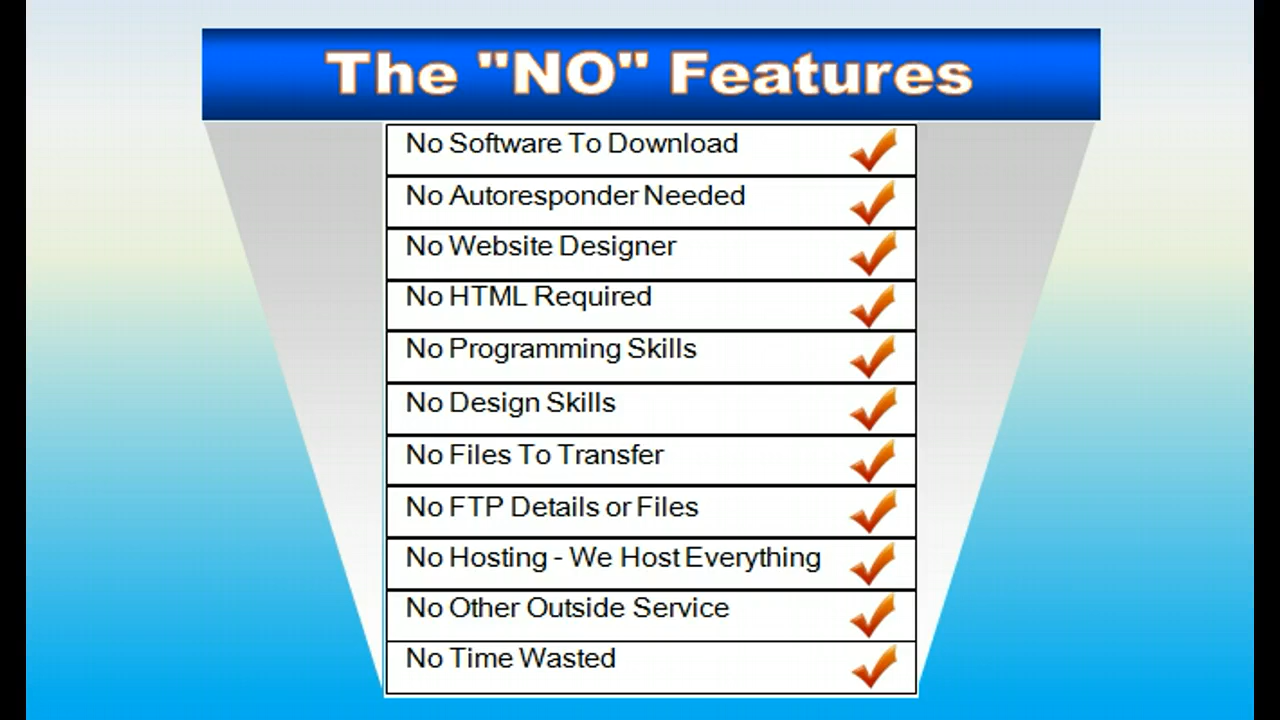 The "NO" Features
No Software To Download
No Autoresponder Needed
No Website Designer
No HTML Required
No Programming Skills
No Design Skills
No Files To Transfer
No FTP Details or Files
No Hosting - We Host Everything
No Other Outside Service
No Time Wasted